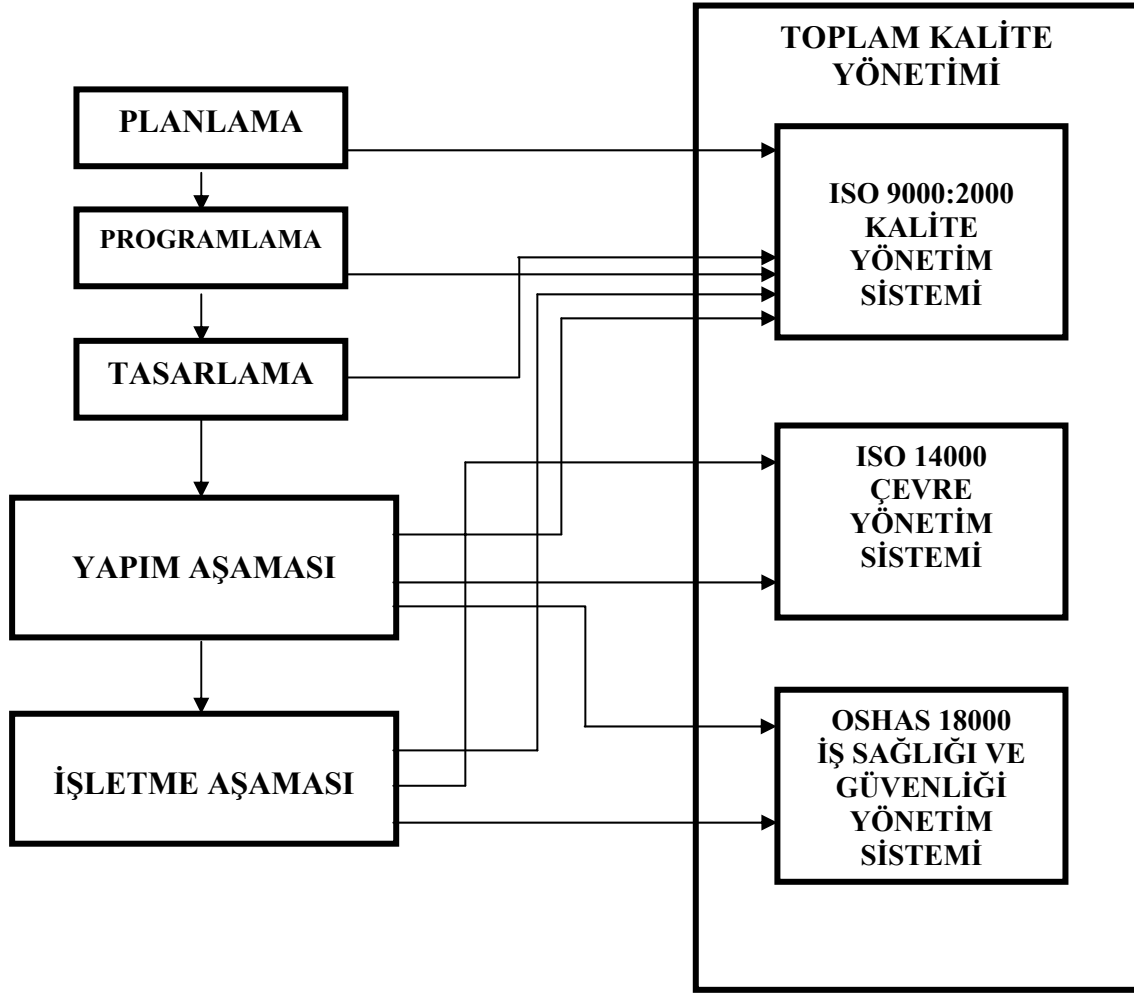 PLANLAMA
PROGRAMLAMA
TASARLAMA
YAPIM AŞAMASI
İŞLETME AŞAMASI
TOPLAM KALİTE
YÖNETİMİ
ISO 9000:2000
KALİTE
YÖNETİM
SİSTEMİ
ISO 14000
ÇEVRE
YÖNETİM
SİSTEMİ
OSHAS 18000
İŞ SAĞLIĞI VE
GÜVENLİĞİ
YÖNETİM
SİSTEMİ